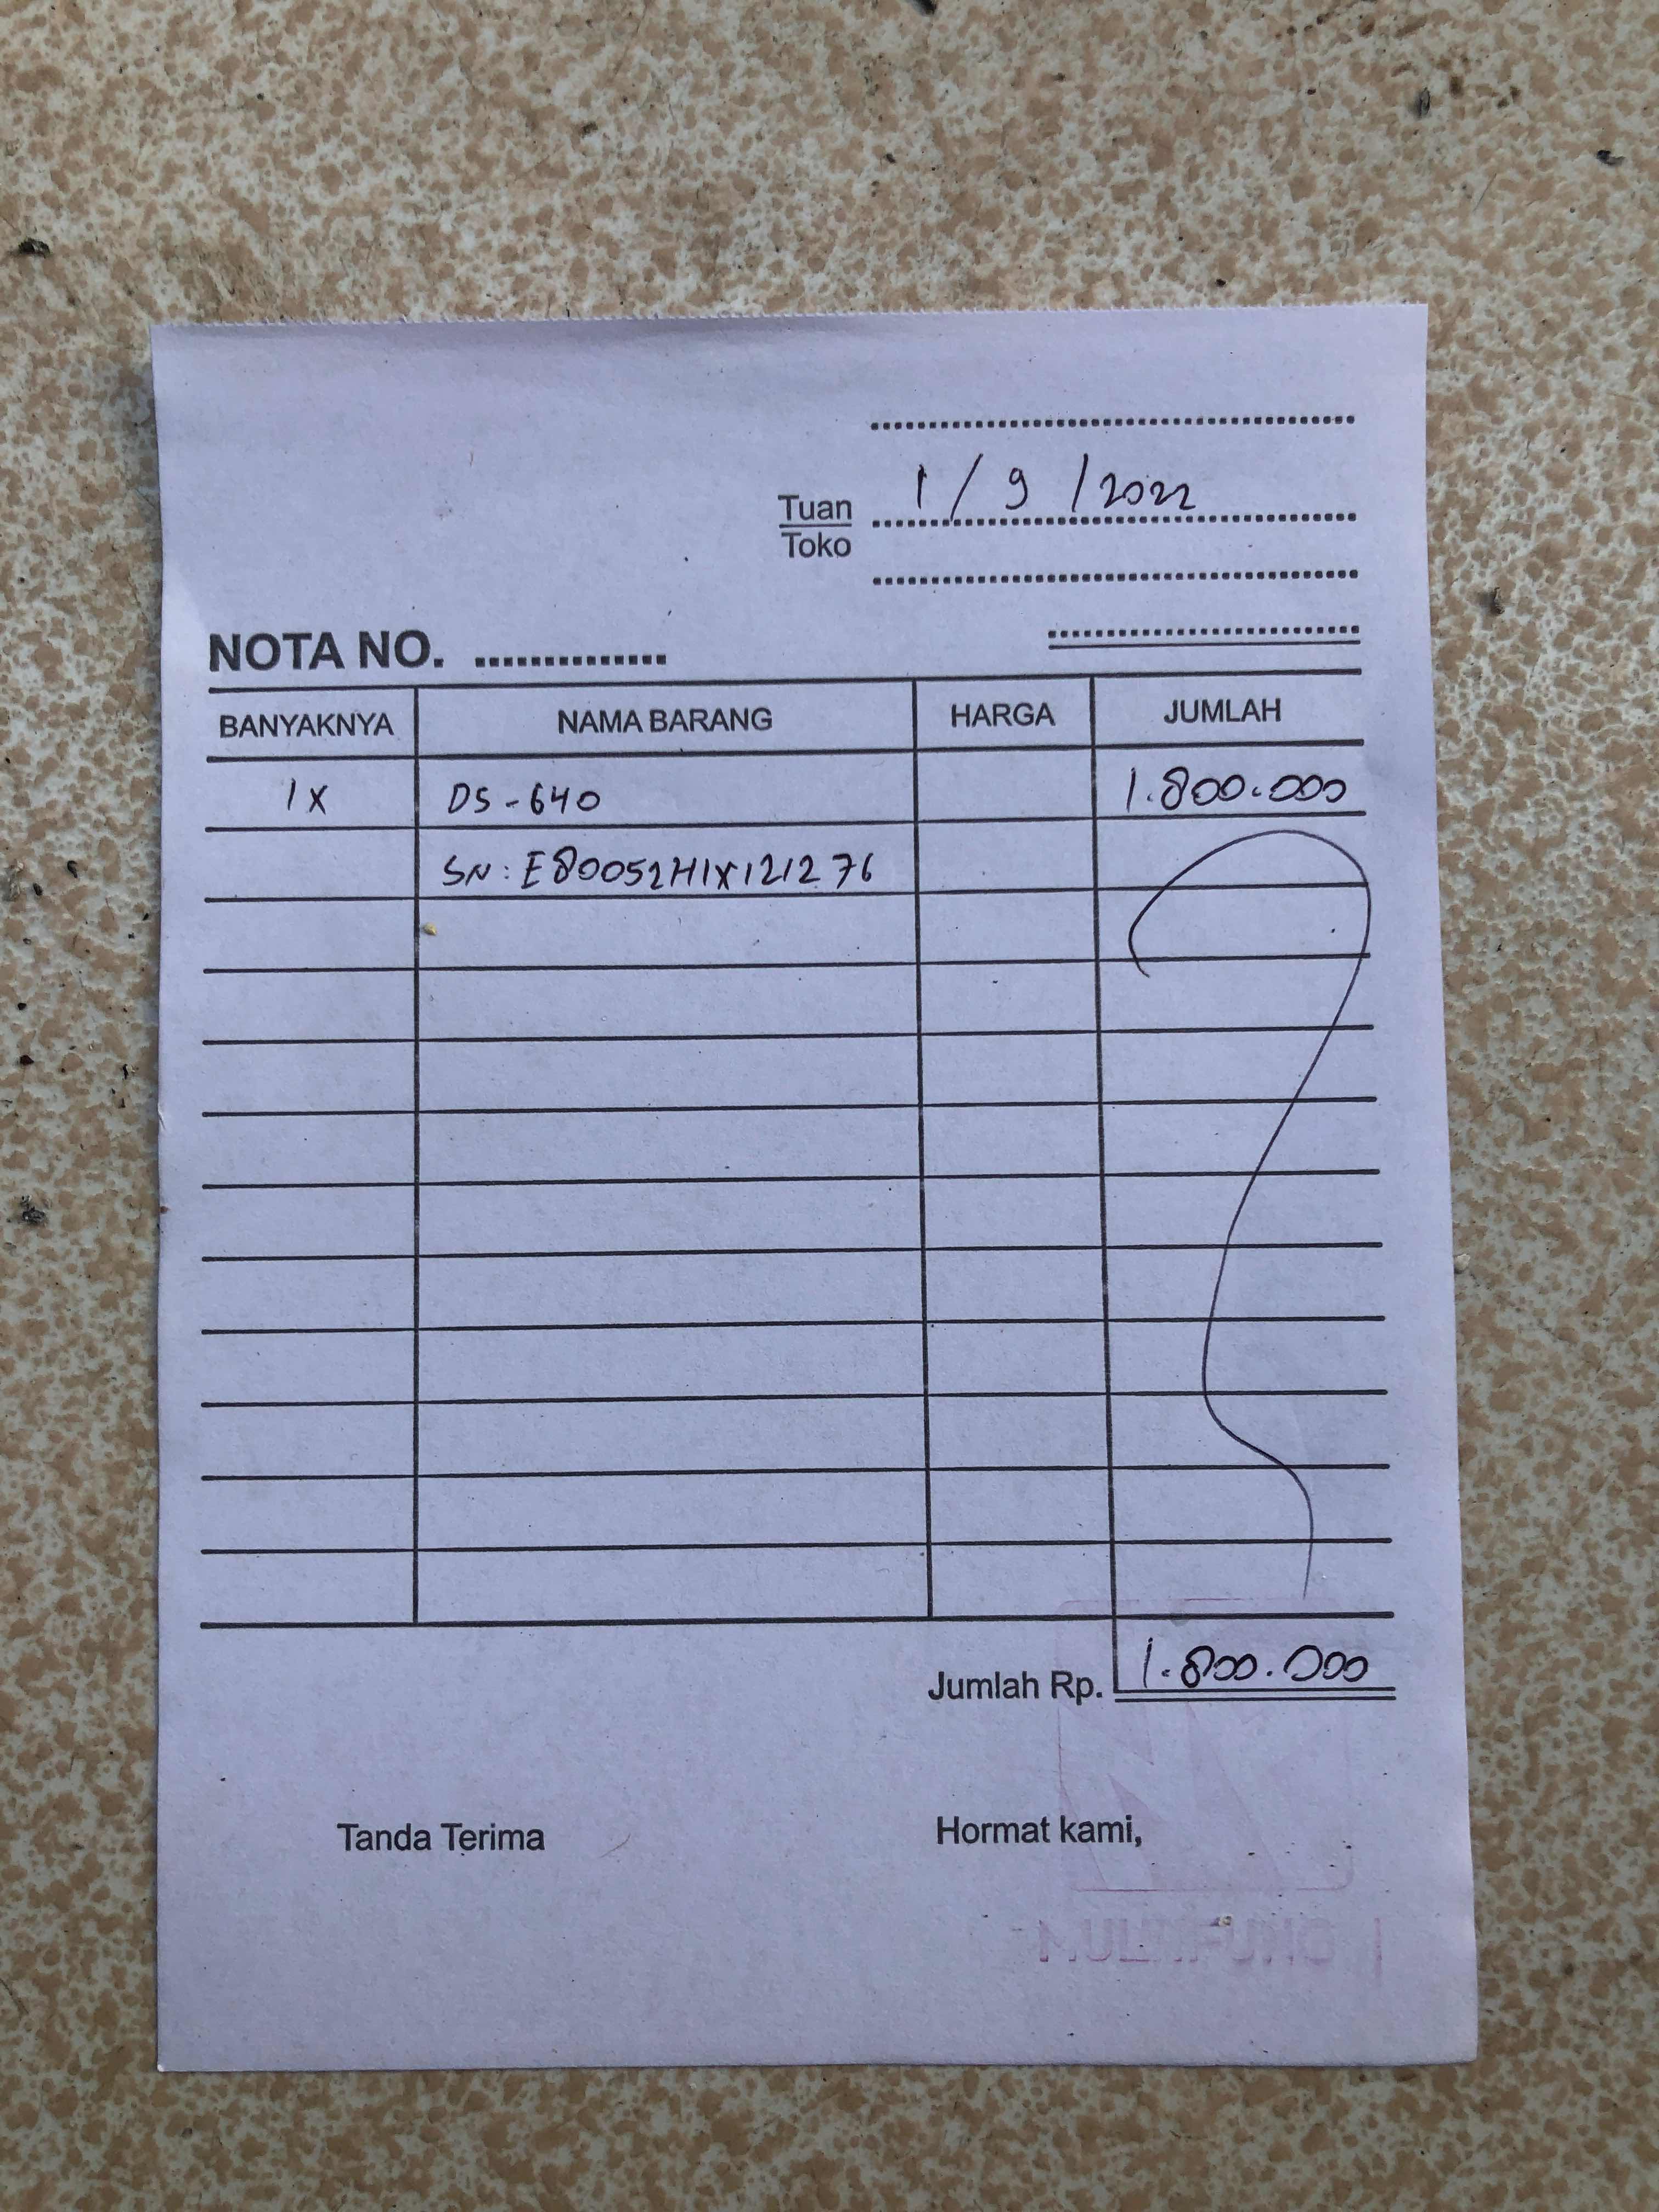 1/9/2022
Tuan
Toko
NOTA NO. ..............
BANYAKNYA NAMA BARANG HARGA JUMLAH
1X DS-640 1.800.000
SN: E80052H1X121276
Jumlah Rp. 1.800.000
Tanda Terima Hormat kami,